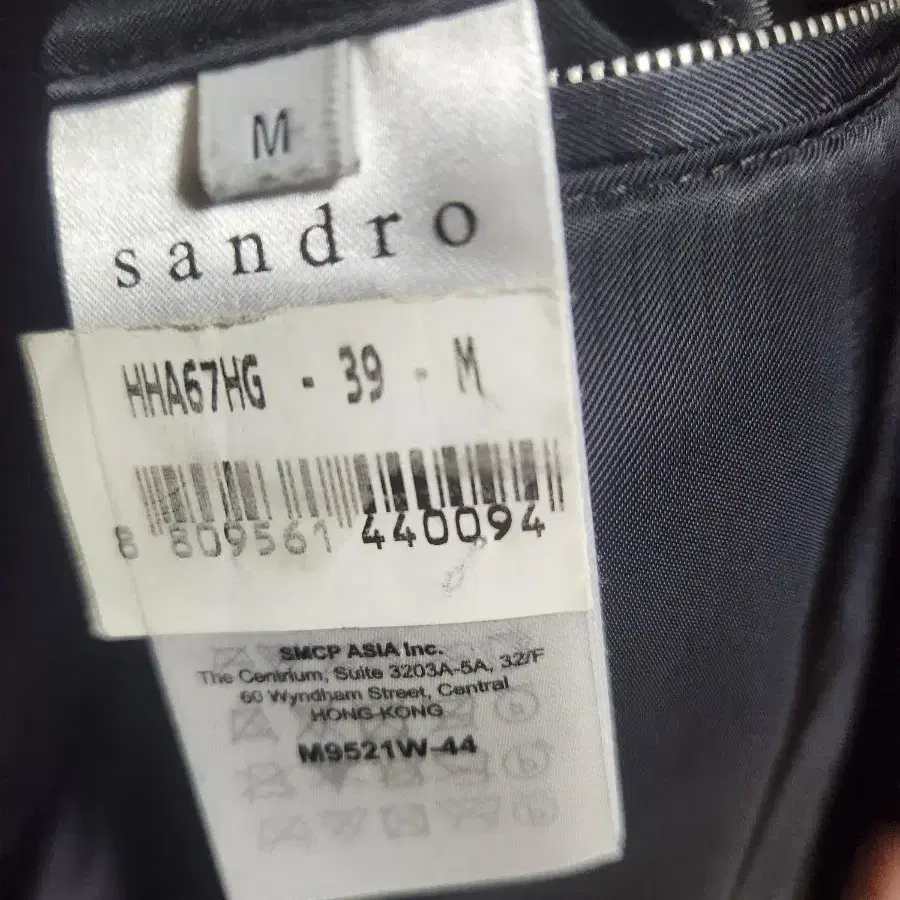 M
sandro
HHA67HG - 39 - M
8 809561 440094
SMCP ASIA Inc.
The Centrium, Suite 3203A-5A, 32/F
60 Wyndham Street, Central
HONG-KONG
M9521W-44